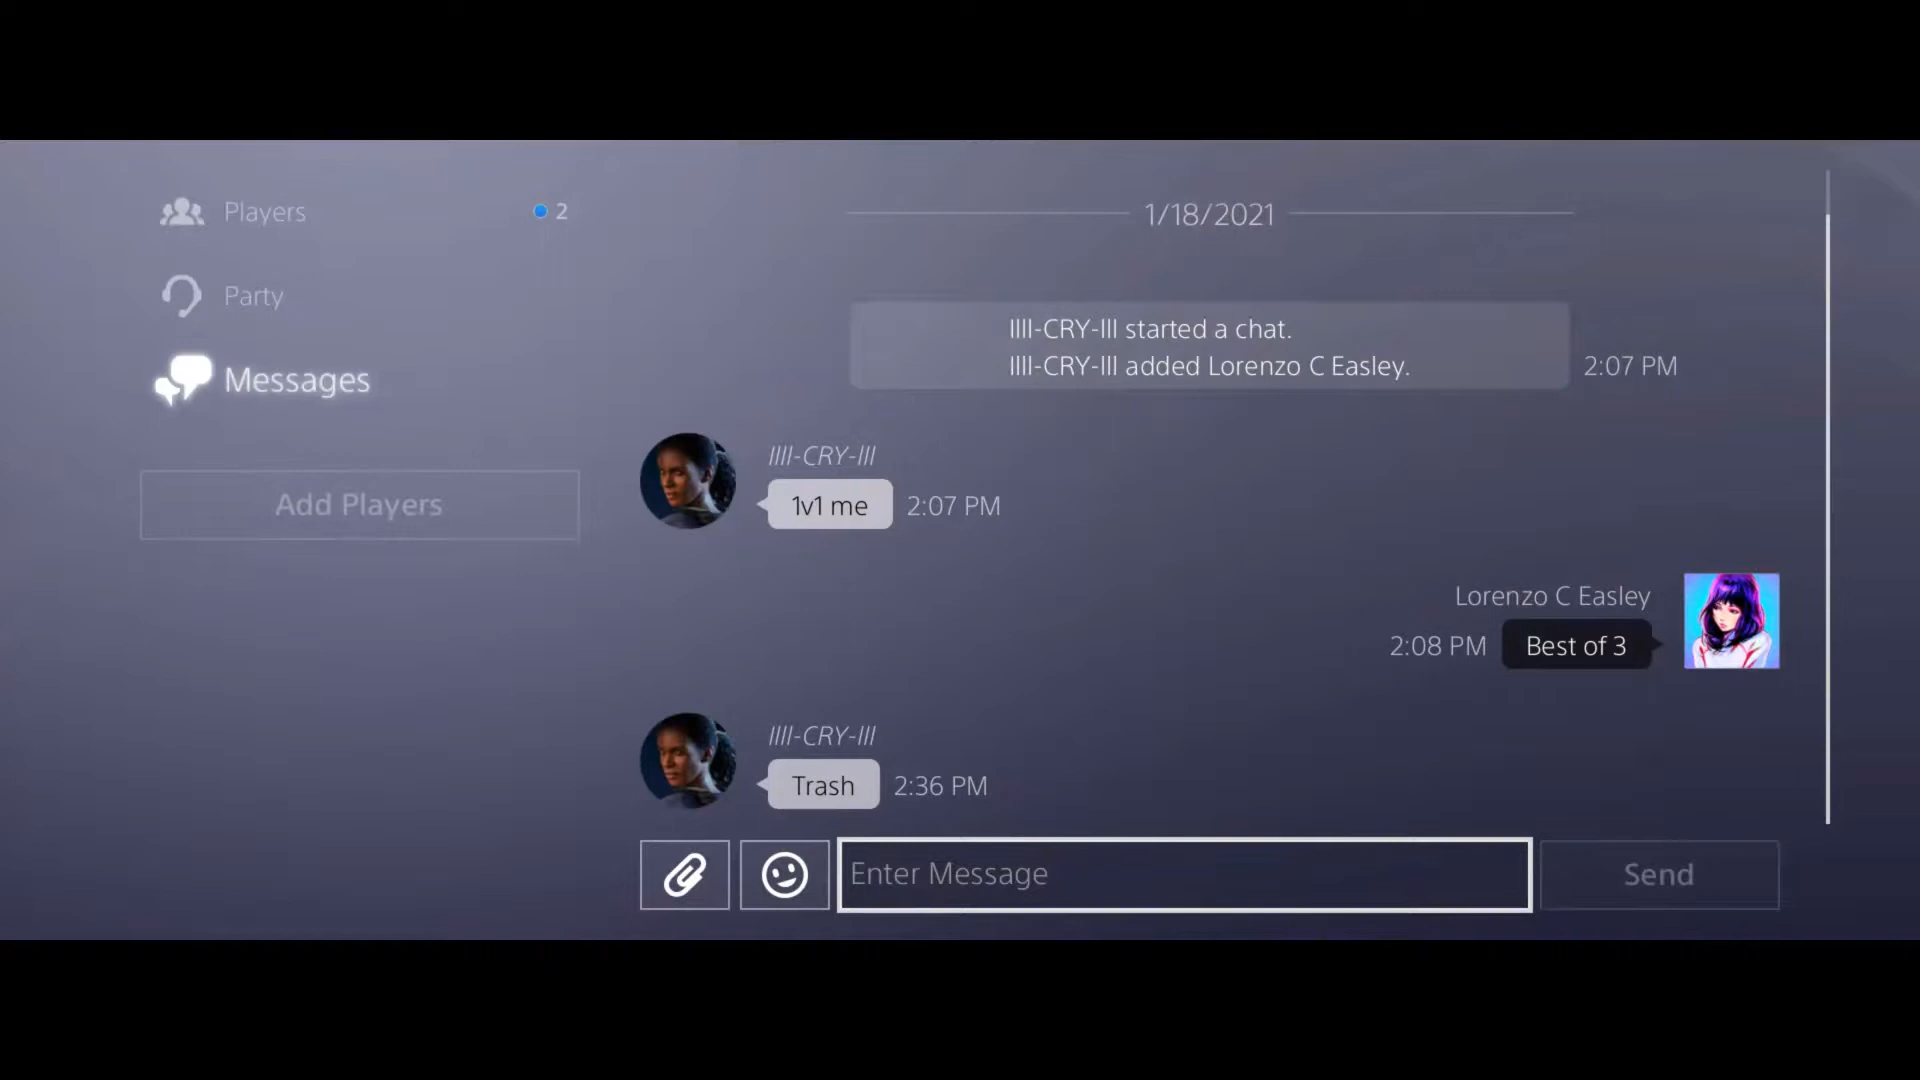 Players
2
Party
Messages
Add Players
1/18/2021
IIII-CRY-III started a chat.
IIII-CRY-III added Lorenzo C Easley.
2:07 PM
IIII-CRY-III
1v1 me
2:07 PM
Lorenzo C Easley
2:08 PM
Best of 3
IIII-CRY-III
Trash
2:36 PM
Enter Message
Send